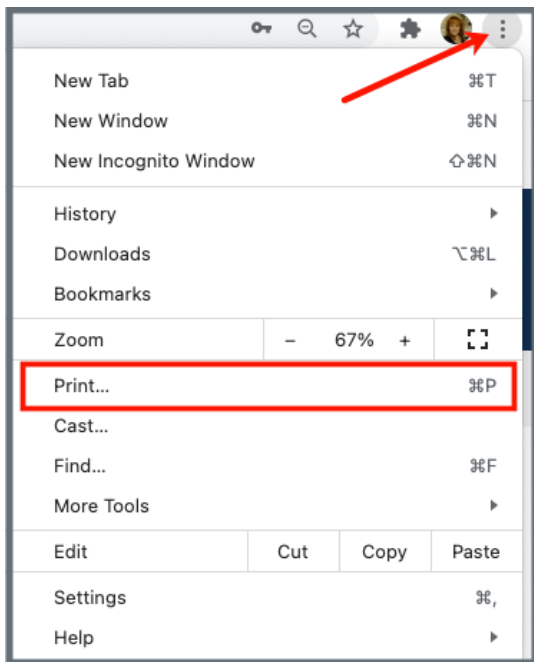 New Tab ⌘T
New Window ⌘N
New Incognito Window ⇧⌘N
History
Downloads ⌥⌘L
Bookmarks
Zoom - 67% +
Print... ⌘P
Cast...
Find... ⌘F
More Tools
Edit Cut Copy Paste
Settings ⌘,
Help